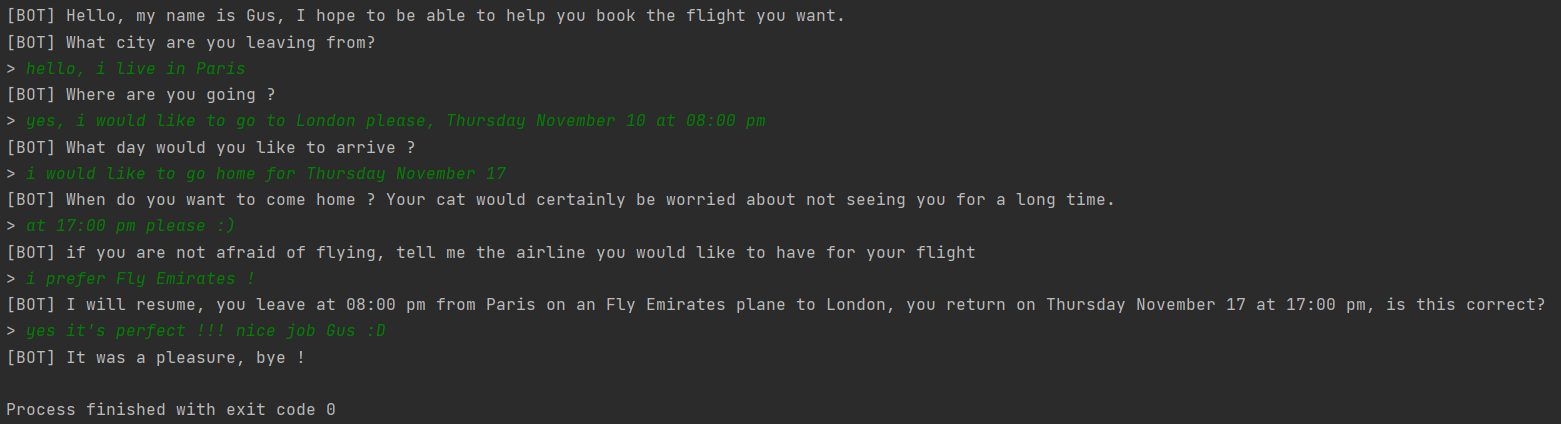 [BOT] Hello, my name is Gus, I hope to be able to help you book the flight you want.
[BOT] What city are you leaving from?
> hello, i live in Paris
[BOT] Where are you going ?
> yes, i would like to go to London please, Thursday November 10 at 08:00 pm
[BOT] What day would you like to arrive ?
> i would like to go home for Thursday November 17
[BOT] When do you want to come home ? Your cat would certainly be worried about not seeing you for a long time.
> at 17:00 pm please :)
[BOT] if you are not afraid of flying, tell me the airline you would like to have for your flight
> i prefer Fly Emirates !
[BOT] I will resume, you leave at 08:00 pm from Paris on an Fly Emirates plane to London, you return on Thursday November 17 at 17:00 pm, is this correct?
> yes it's perfect !!! nice job Gus :D
[BOT] It was a pleasure, bye !
Process finished with exit code 0